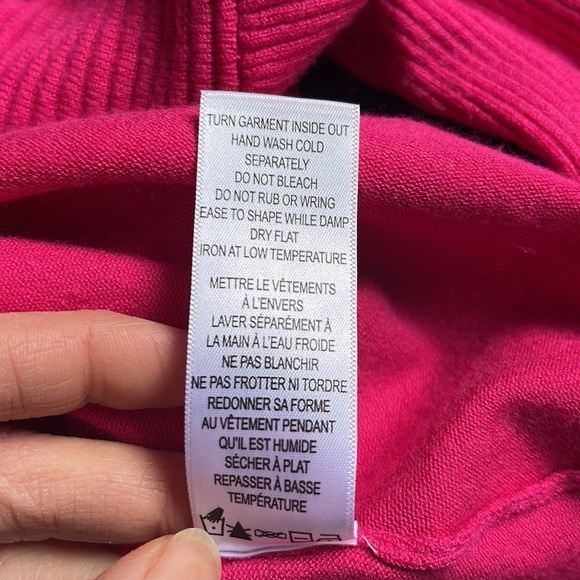 TURN GARMENT INSIDE OUT
HAND WASH COLD
SEPARATELY
DO NOT BLEACH
DO NOT RUB OR WRING
EASE TO SHAPE WHILE DAMP
DRY FLAT
IRON AT LOW TEMPERATURE
METTRE LE VÊTEMENTS
À L'ENVERS
LAVER SÉPARÉMENT À
LA MAIN À L'EAU FROIDE
NE PAS BLANCHIR
NE PAS FROTTER NI TORDRE
REDONNER SA FORME
AU VÊTEMENT PENDANT
QU'IL EST HUMIDE
SÉCHER À PLAT
REPASSER À BASSE
TEMPÉRATURE